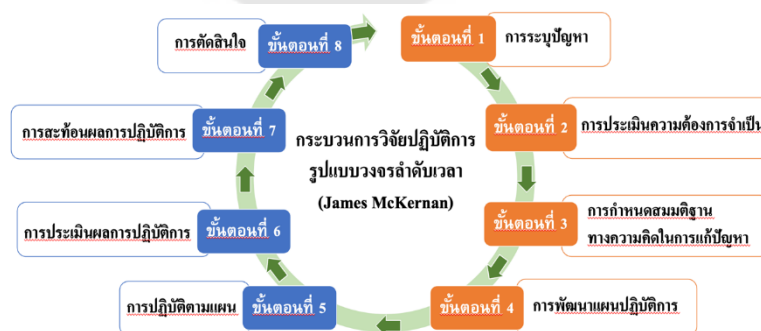 ขั้นตอนที่ 1
การระบุปัญหา
ขั้นตอนที่ 2
การประเมินความต้องการจำเป็น
ขั้นตอนที่ 3
การกำหนดสมมติฐาน
ทางความคิดในการแก้ปัญหา
ขั้นตอนที่ 4
การพัฒนาแผนปฏิบัติการ
ขั้นตอนที่ 5
การปฏิบัติตามแผน
ขั้นตอนที่ 6
การประเมินผลการปฏิบัติการ
ขั้นตอนที่ 7
การสะท้อนผลการปฏิบัติการ
ขั้นตอนที่ 8
การตัดสินใจ
กระบวนการวิจัยปฏิบัติการ
รูปแบบวงจรลำดับเวลา
(James McKernan)